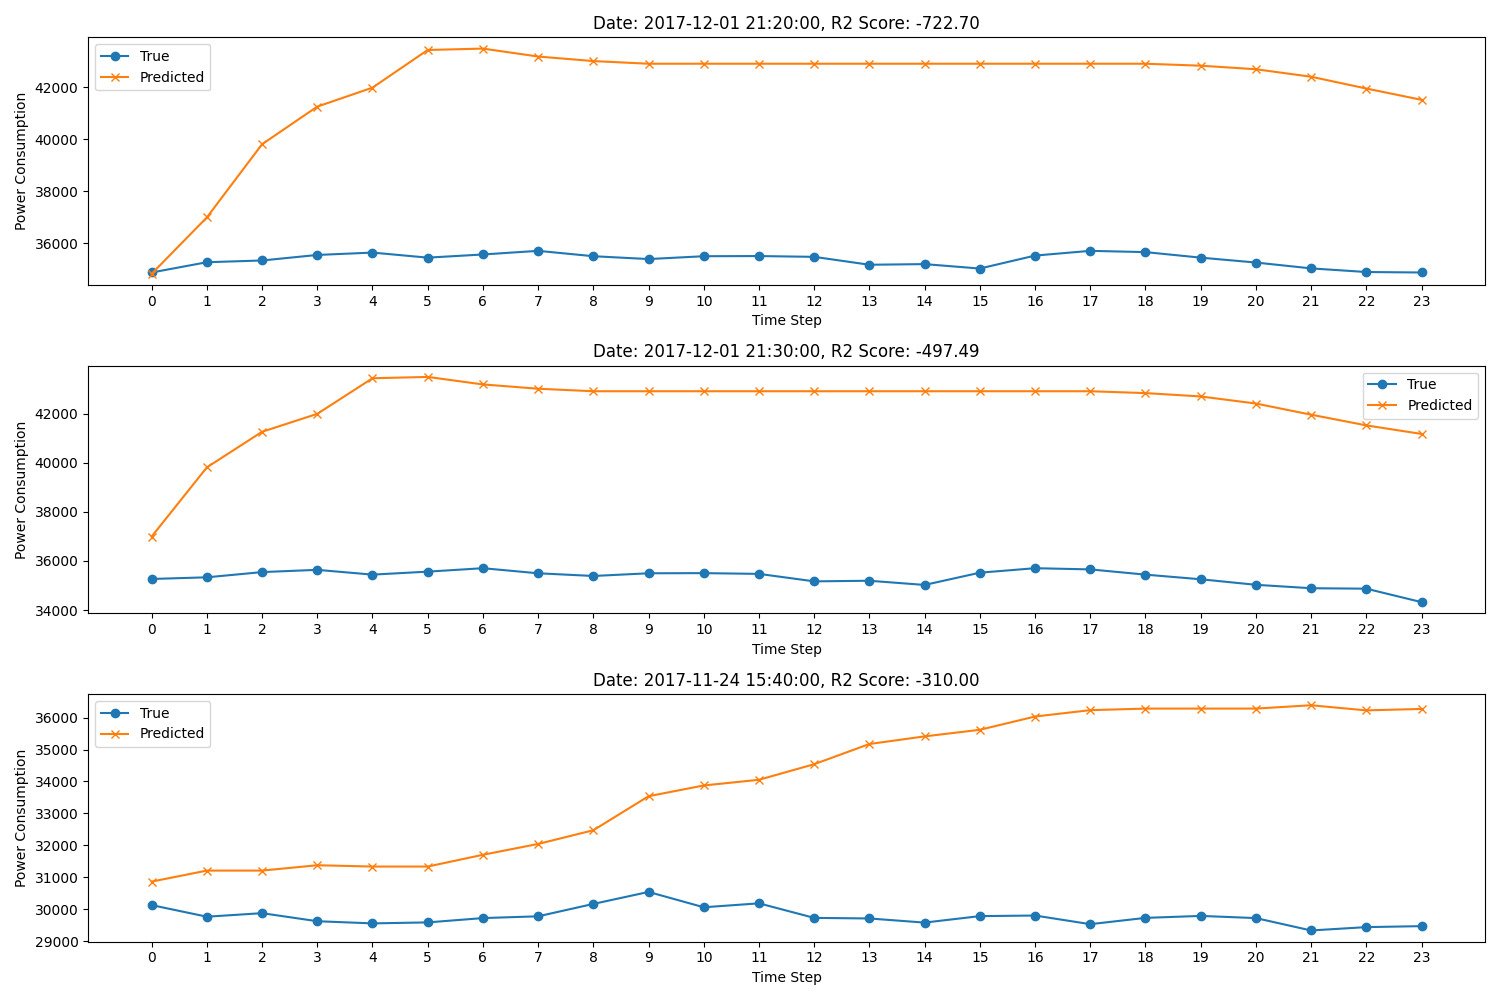 Date: 2017-12-01 21:20:00, R2 Score: -722.70
True
Predicted
Power Consumption
42000
40000
38000
36000
0 1 2 3 4 5 6 7 8 9 10 11 12 13 14 15 16 17 18 19 20 21 22 23
Time Step
Date: 2017-12-01 21:30:00, R2 Score: -497.49
True
Predicted
Power Consumption
42000
40000
38000
36000
34000
0 1 2 3 4 5 6 7 8 9 10 11 12 13 14 15 16 17 18 19 20 21 22 23
Time Step
Date: 2017-11-24 15:40:00, R2 Score: -310.00
True
Predicted
Power Consumption
36000
35000
34000
33000
32000
31000
30000
29000
0 1 2 3 4 5 6 7 8 9 10 11 12 13 14 15 16 17 18 19 20 21 22 23
Time Step